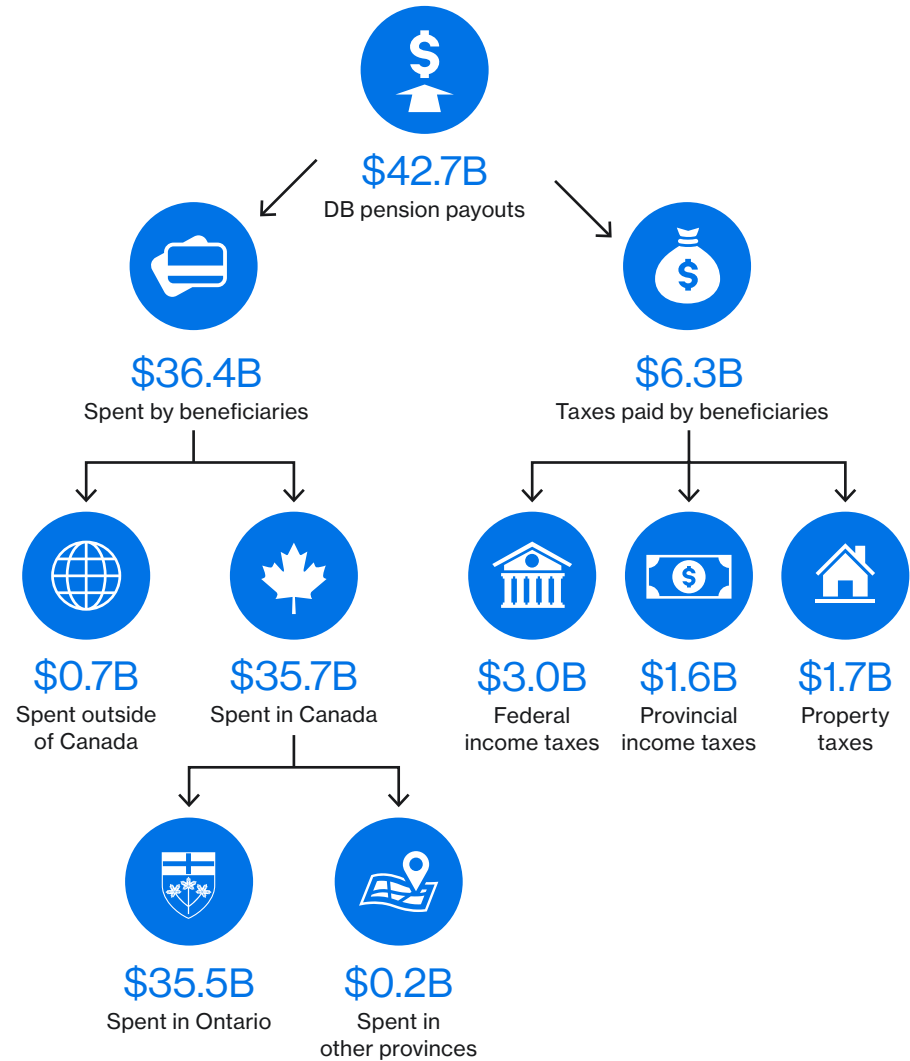 $
$42.7B
DB pension payouts
$
$36.4B
Spent by beneficiaries
$6.3B
Taxes paid by beneficiaries
$
$0.7B
Spent outside
of Canada
$35.7B
Spent in Canada
$3.0B
Federal
income taxes
$1.6B
Provincial
income taxes
$1.7B
Property
taxes
$35.5B
Spent in Ontario
$0.2B
Spent in
other provinces